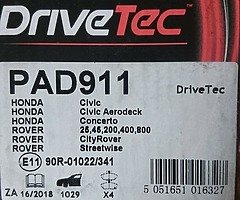 DriveTec
PAD911
DriveTec
HONDA Civic
HONDA Civic Aerodeck
HONDA Concerto
ROVER 25,45,200,400,800
ROVER CityRover
ROVER Streetwise
E11 90R-01022/341
ZA 16/2018 1029 X4
5 051651 016327